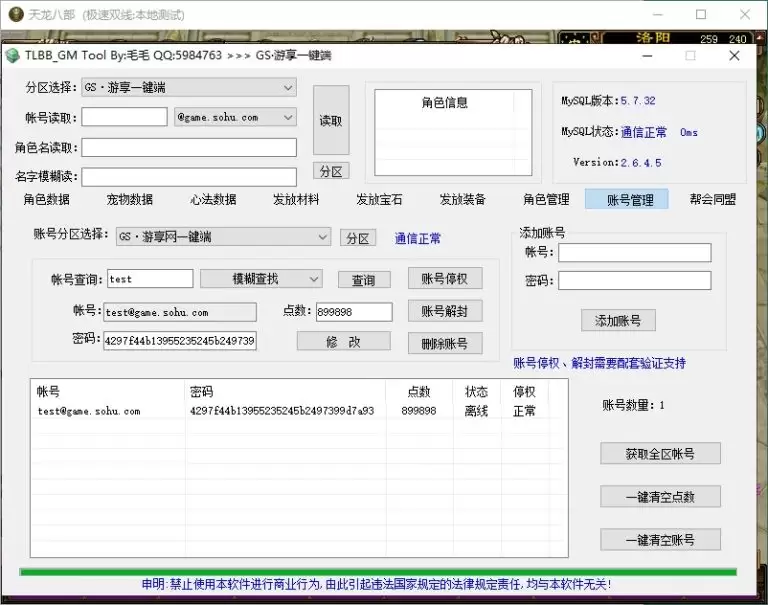 天龙八部 (极速双线:本地测试)
洛阳 259 240
TLBB_GM Tool By:毛毛 QQ:5984763 >>> GS·游享一键端
分区选择: GS·游享一键端
帐号读取: @game.sohu.com
读取
角色名读取:
名字模糊读:
分区
角色信息
MySQL版本:5.7.32
MySQL状态:通信正常 0ms
Version:2.6.4.5
角色数据 宠物数据 心法数据 发放材料 发放宝石 发放装备 角色管理 账号管理 帮会同盟
账号分区选择: GS·游享网一键端 分区 通信正常
帐号查询: test 模糊查找 查询 账号停权
帐号: test@game.sohu.com 点数: 899898 账号解封
密码: 4297f44b13955235245b249739 修 改 删除账号
添加账号
帐号:
密码:
添加账号
账号停权、解封需要配套验证支持
帐号 密码 点数 状态 停权
test@game.sohu.com 4297f44b13955235245b2497399d7a93 899898 离线 正常
账号数量: 1
获取全区帐号
一键清空点数
一键清空账号
申明:禁止使用本软件进行商业行为,由此引起违法国家规定的法律规定责任,均与本软件无关!